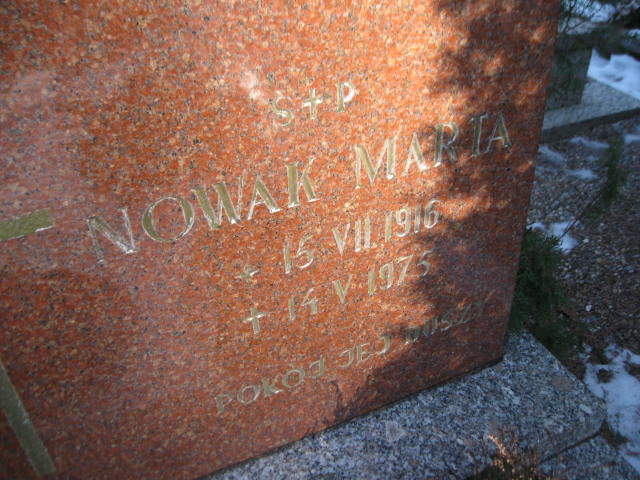 S+P
NOWAK MARTA
* 15 VII. 1916
+ 14 V 1975
POKÓJ JEJ DUSZY